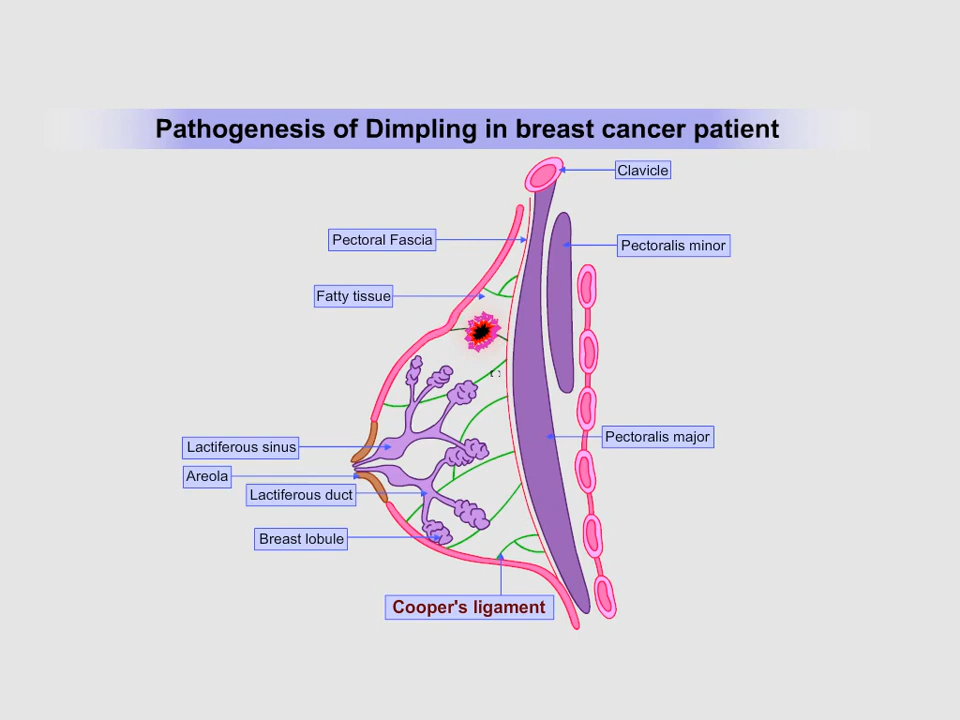 Pathogenesis of Dimpling in breast cancer patient
Clavicle
Pectoral Fascia
Pectoralis minor
Fatty tissue
Pectoralis major
Lactiferous sinus
Areola
Lactiferous duct
Breast lobule
Cooper's ligament